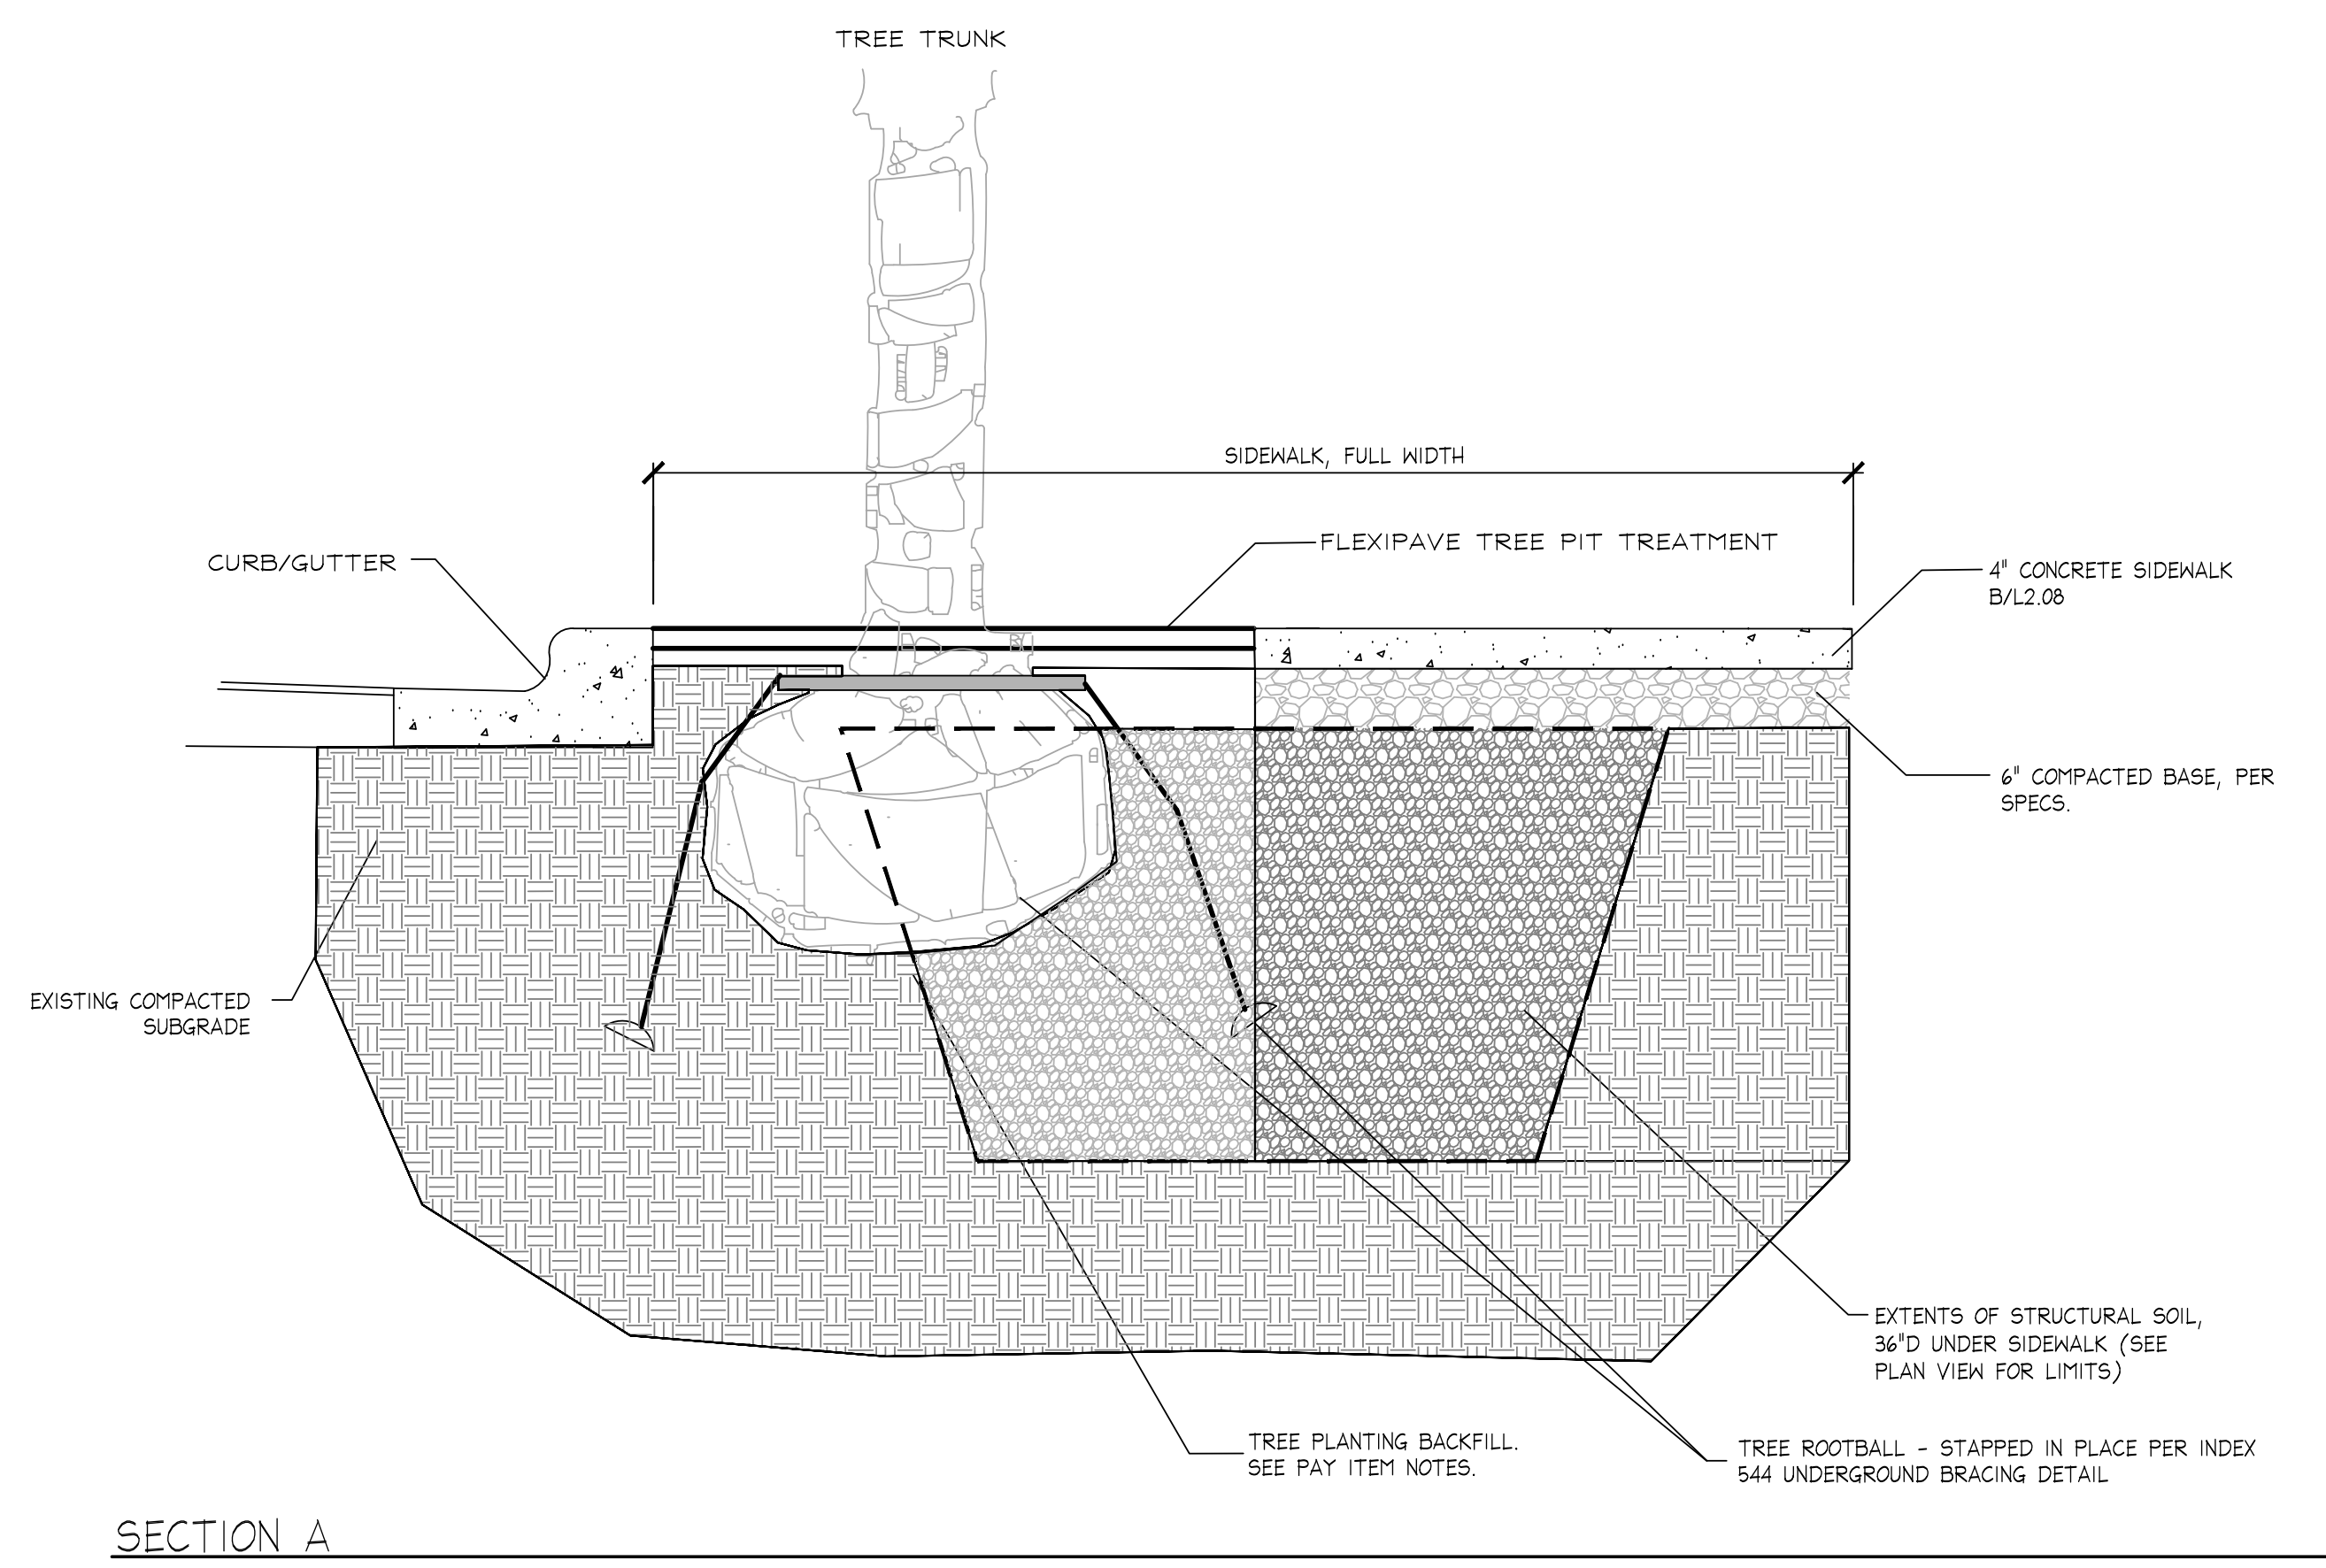 TREE TRUNK
SIDEWALK, FULL WIDTH
FLEXIPAVE TREE PIT TREATMENT
CURB/GUTTER
4" CONCRETE SIDEWALK
B/L2.08
6" COMPACTED BASE, PER
SPECS.
EXISTING COMPACTED
SUBGRADE
EXTENTS OF STRUCTURAL SOIL,
36"D UNDER SIDEWALK (SEE
PLAN VIEW FOR LIMITS)
TREE PLANTING BACKFILL.
SEE PAY ITEM NOTES.
TREE ROOTBALL - STAPPED IN PLACE PER INDEX
544 UNDERGROUND BRACING DETAIL
SECTION A